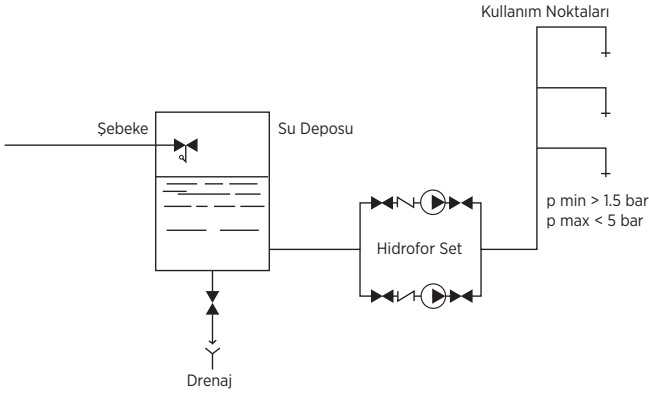 Kullanım Noktaları
Şebeke
Su Deposu
p min > 1.5 bar
p max < 5 bar
Hidrofor Set
Drenaj